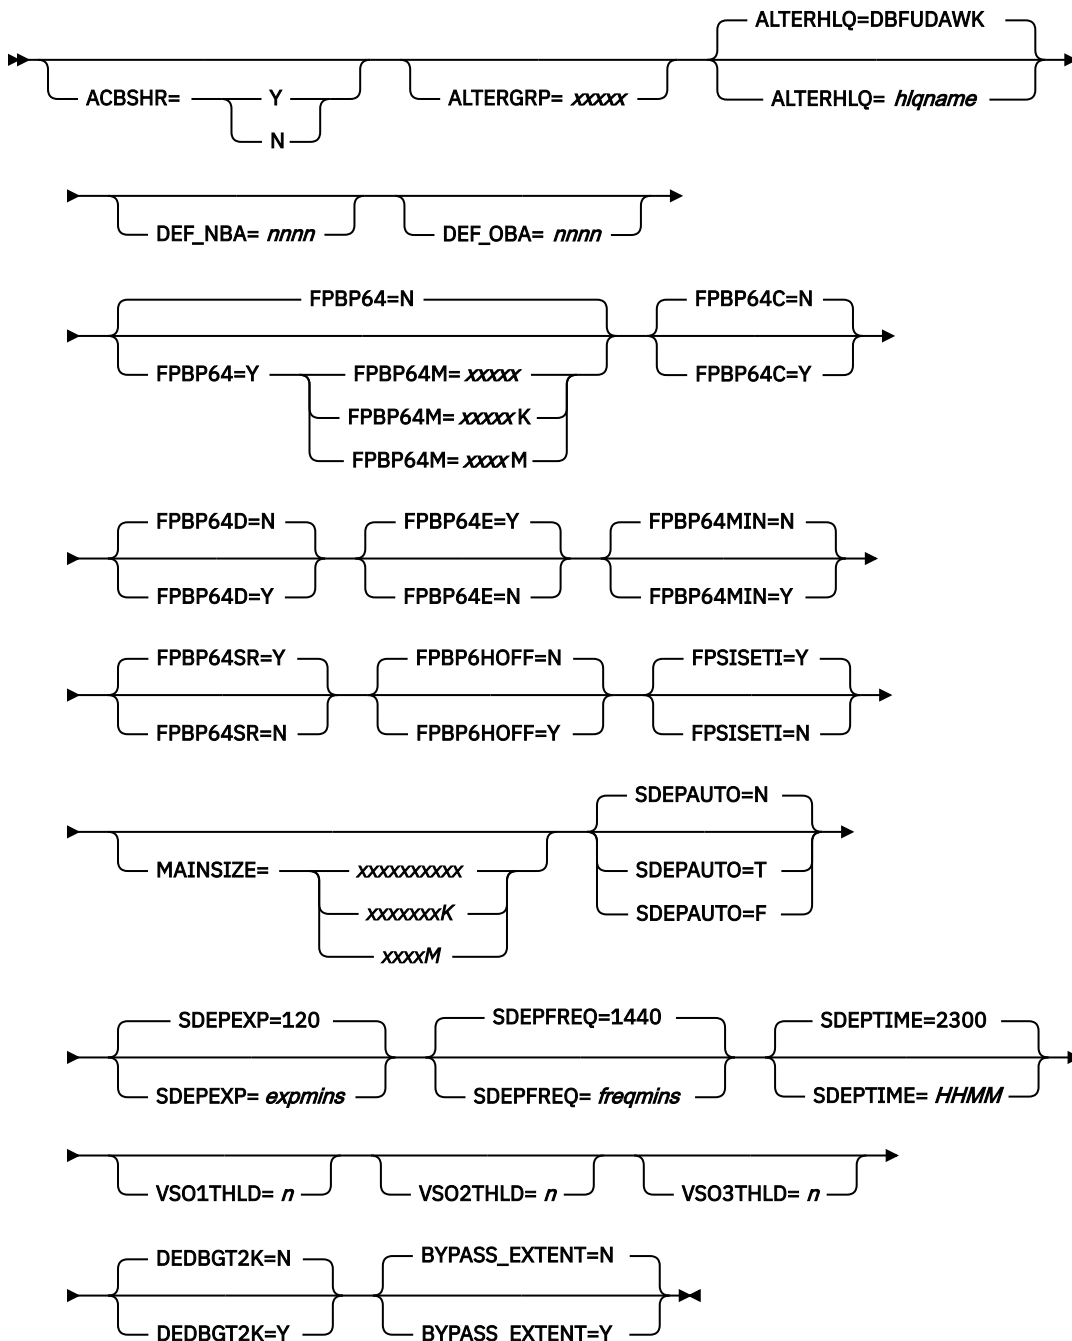 ALTERHLQ=DBFUDAWK
ACBSHR= Y ALTERGRP= xxxxx ALTERHLQ= hlqname
N
DEF_NBA= nnnn DEF_OBA= nnnn
FPBP64=N FPBP64C=N
FPBP64=Y FPBP64M= xxxxx FPBP64C=Y
FPBP64M= xxxxx K
FPBP64M= xxxx M
FPBP64D=N FPBP64E=Y FPBP64MIN=N
FPBP64D=Y FPBP64E=N FPBP64MIN=Y
FPBP64SR=Y FPBP6HOFF=N FPSISETI=Y
FPBP64SR=N FPBP6HOFF=Y FPSISETI=N
SDEPAUTO=N
MAINSIZE= xxxxxxxxxx SDEPAUTO=T
xxxxxxxK SDEPAUTO=F
xxxxM
SDEPEXP=120 SDEPFREQ=1440 SDEPTIME=2300
SDEPEXP= expmins SDEPFREQ= freqmins SDEPTIME= HHMM
VSO1THLD= n VSO2THLD= n VSO3THLD= n
DEDBGT2K=N BYPASS_EXTENT=N
DEDBGT2K=Y BYPASS_EXTENT=Y